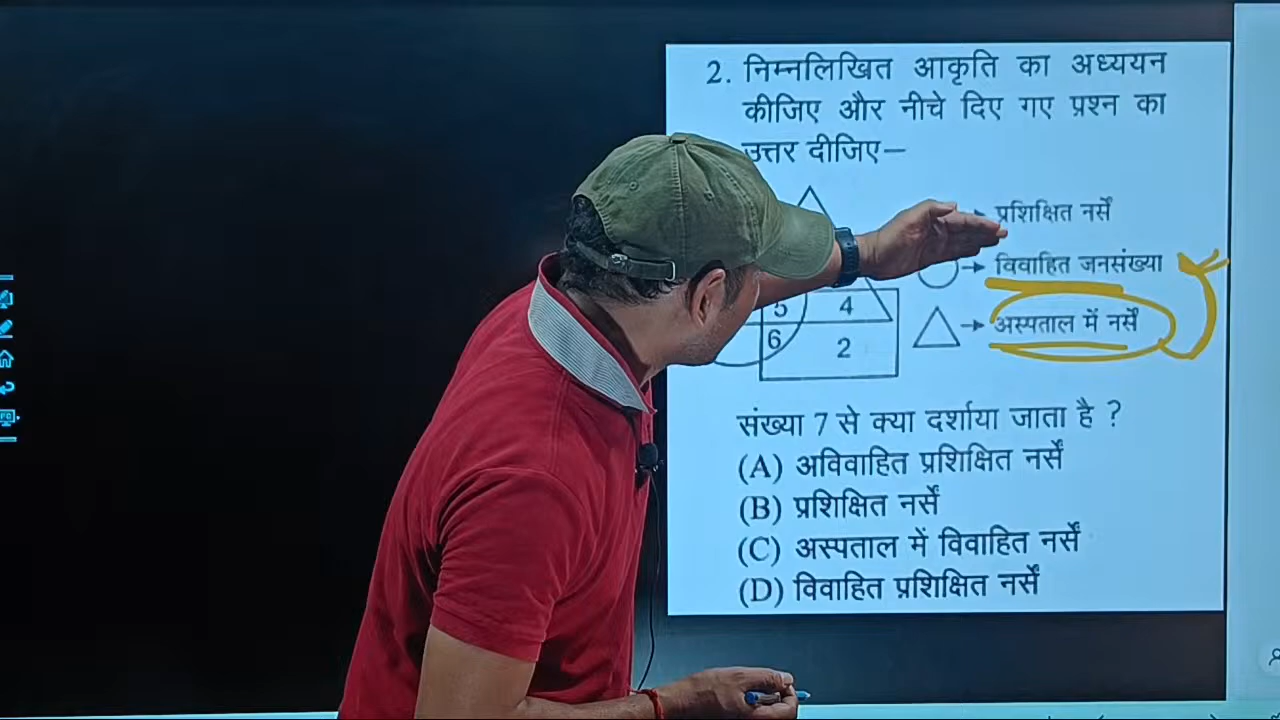 2. निम्नलिखित आकृति का अध्ययन
कीजिए और नीचे दिए गए प्रश्न का
उत्तर दीजिए–
प्रशिक्षित नर्सें
विवाहित जनसंख्या
अस्पताल में नर्सें
5 4
6 2
संख्या 7 से क्या दर्शाया जाता है ?
(A) अविवाहित प्रशिक्षित नर्सें
(B) प्रशिक्षित नर्सें
(C) अस्पताल में विवाहित नर्सें
(D) विवाहित प्रशिक्षित नर्सें